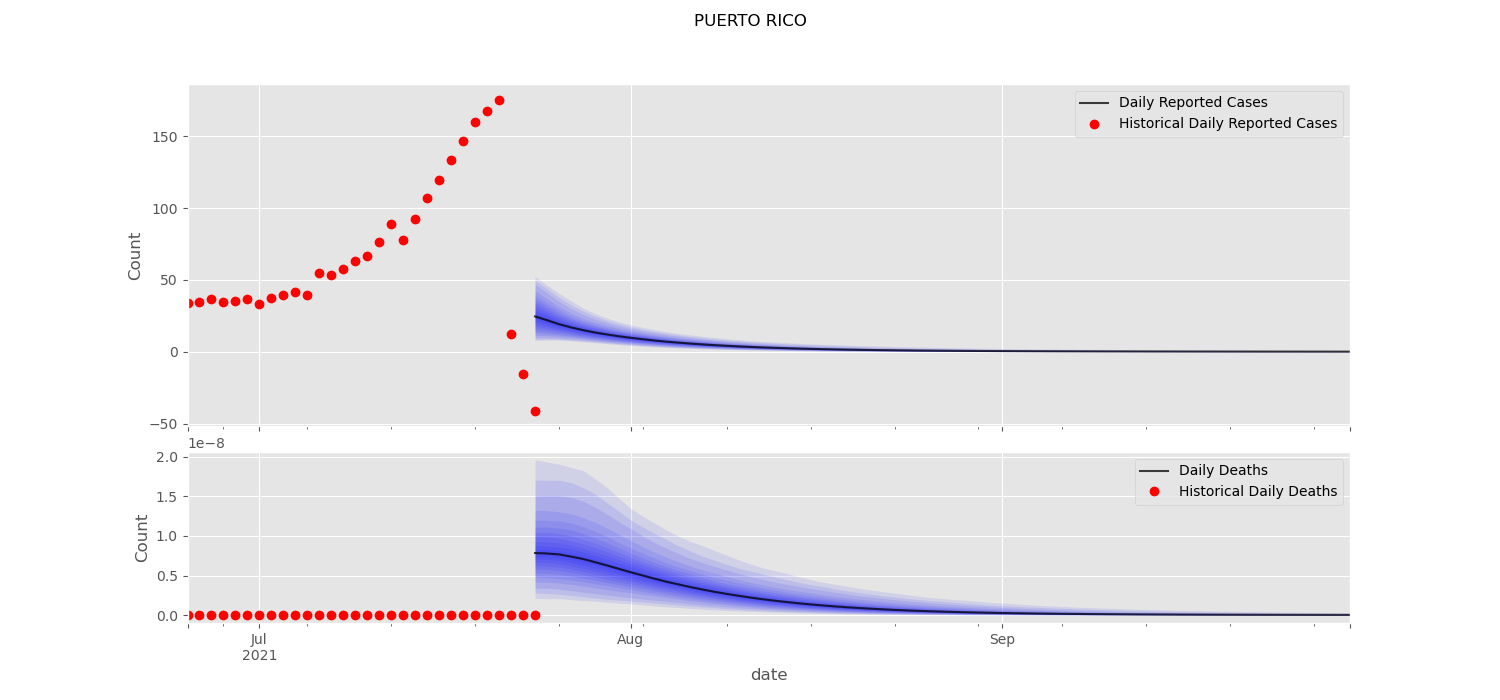 PUERTO RICO
Daily Reported Cases
Historical Daily Reported Cases
150
100
50
0
−50
Count
1e−8
Daily Deaths
Historical Daily Deaths
2.0
1.5
1.0
0.5
0.0
Count
Jul
2021
Aug
Sep
date